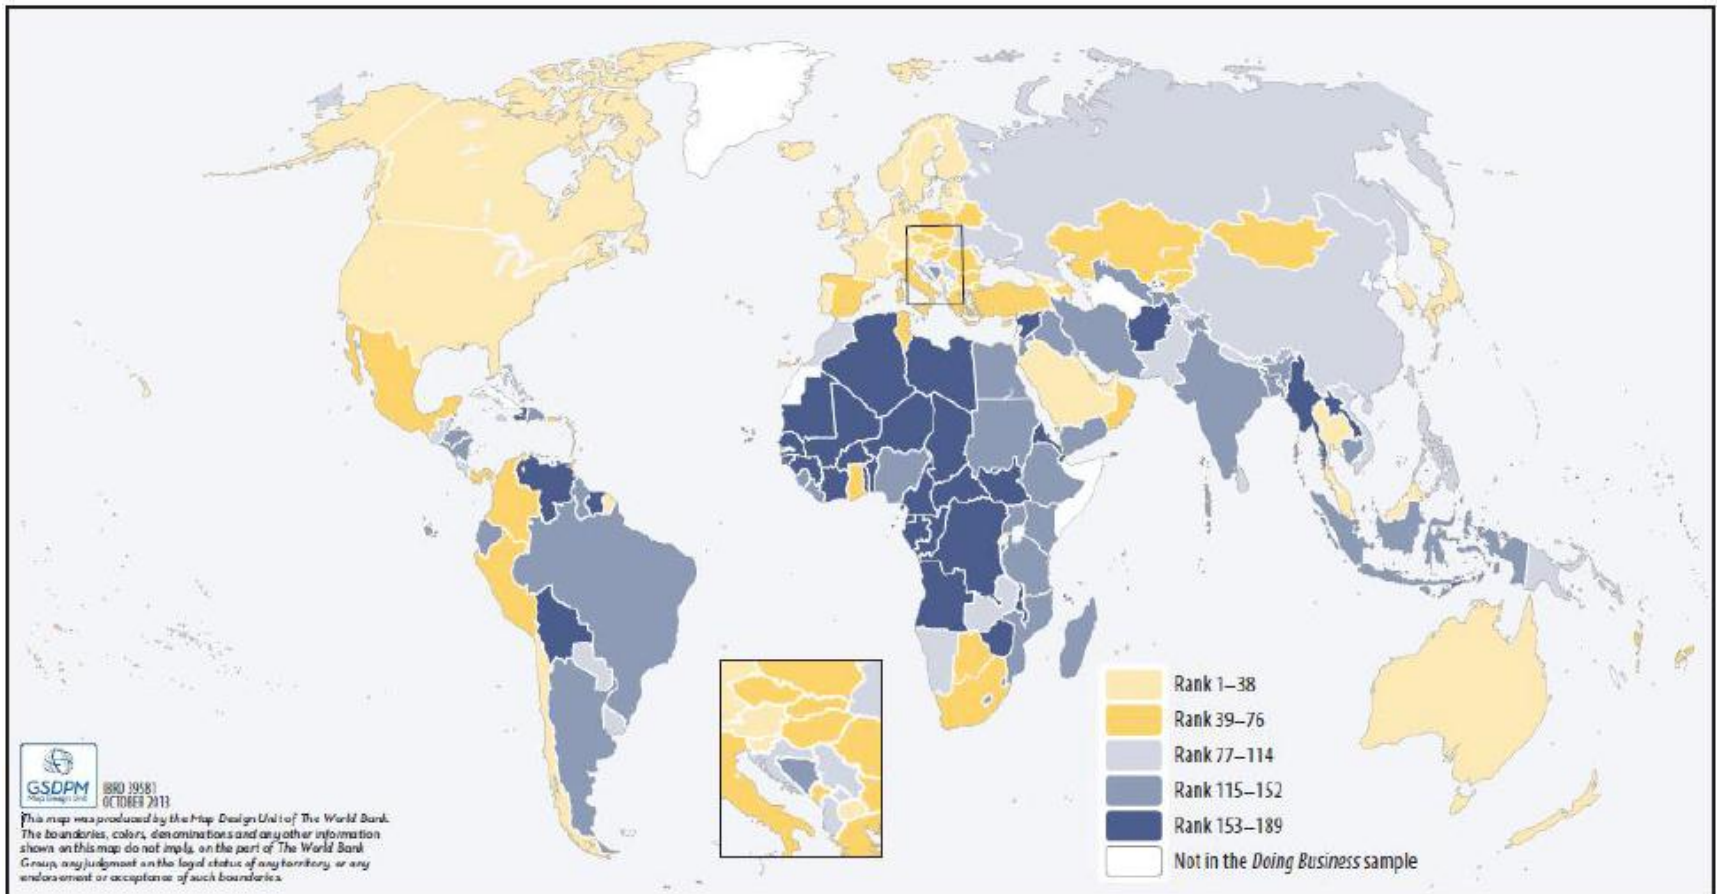 Rank 1–38
Rank 39–76
Rank 77–114
Rank 115–152
Rank 153–189
Not in the Doing Business sample
GSDPM
Map Design Unit
IBRD 39581
OCTOBER 2013
This map was produced by the Map Design Unit of The World Bank.
The boundaries, colors, denominations and any other information
shown on this map do not imply, on the part of The World Bank
Group, any judgment on the legal status of any territory, or any
endorsement or acceptance of such boundaries.